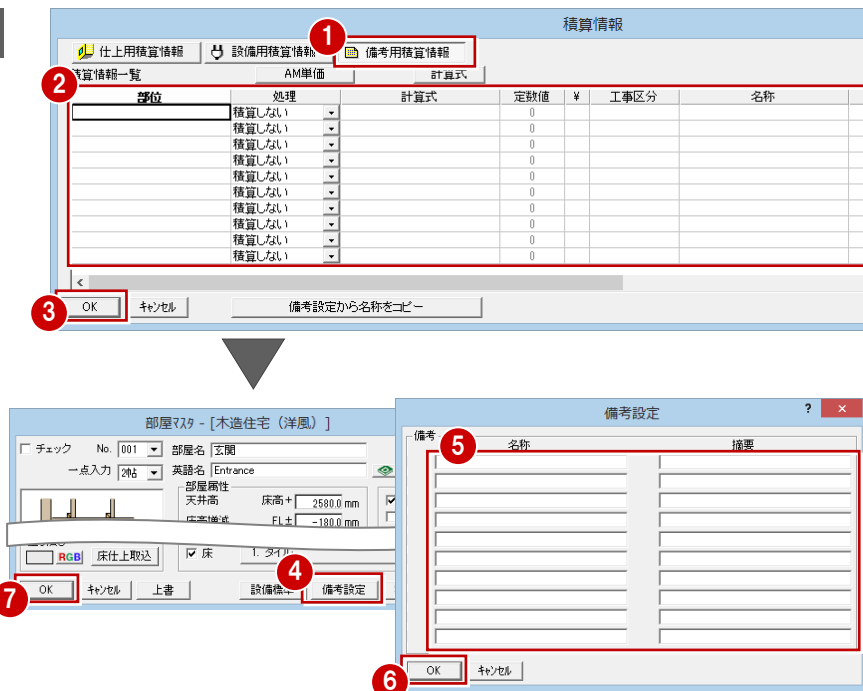 積算情報
1
仕上用積算情報 設備用積算情報 備考用積算情報
積算情報一覧 AM単価 計算式
2
部位 処理 計算式 定数値 ¥ 工事区分 名称
積算しない 0
積算しない 0
積算しない 0
積算しない 0
積算しない 0
積算しない 0
積算しない 0
積算しない 0
積算しない 0
積算しない 0
<
3
OK キャンセル 備考設定から名称をコピー
部屋マスタ - [木造住宅（洋風）]
チェック No. 001 部屋名 玄関
一点入力 2帖 英語名 Entrance
部屋属性
天井高 床高+ 2580.0 mm
床高増減 FL± -180.0 mm
RGB 床仕上取込 床 1. タイル
4
7
OK キャンセル 上書 設備標準 備考設定
備考設定 ? ×
備考
5
名称 摘要
6
OK キャンセル